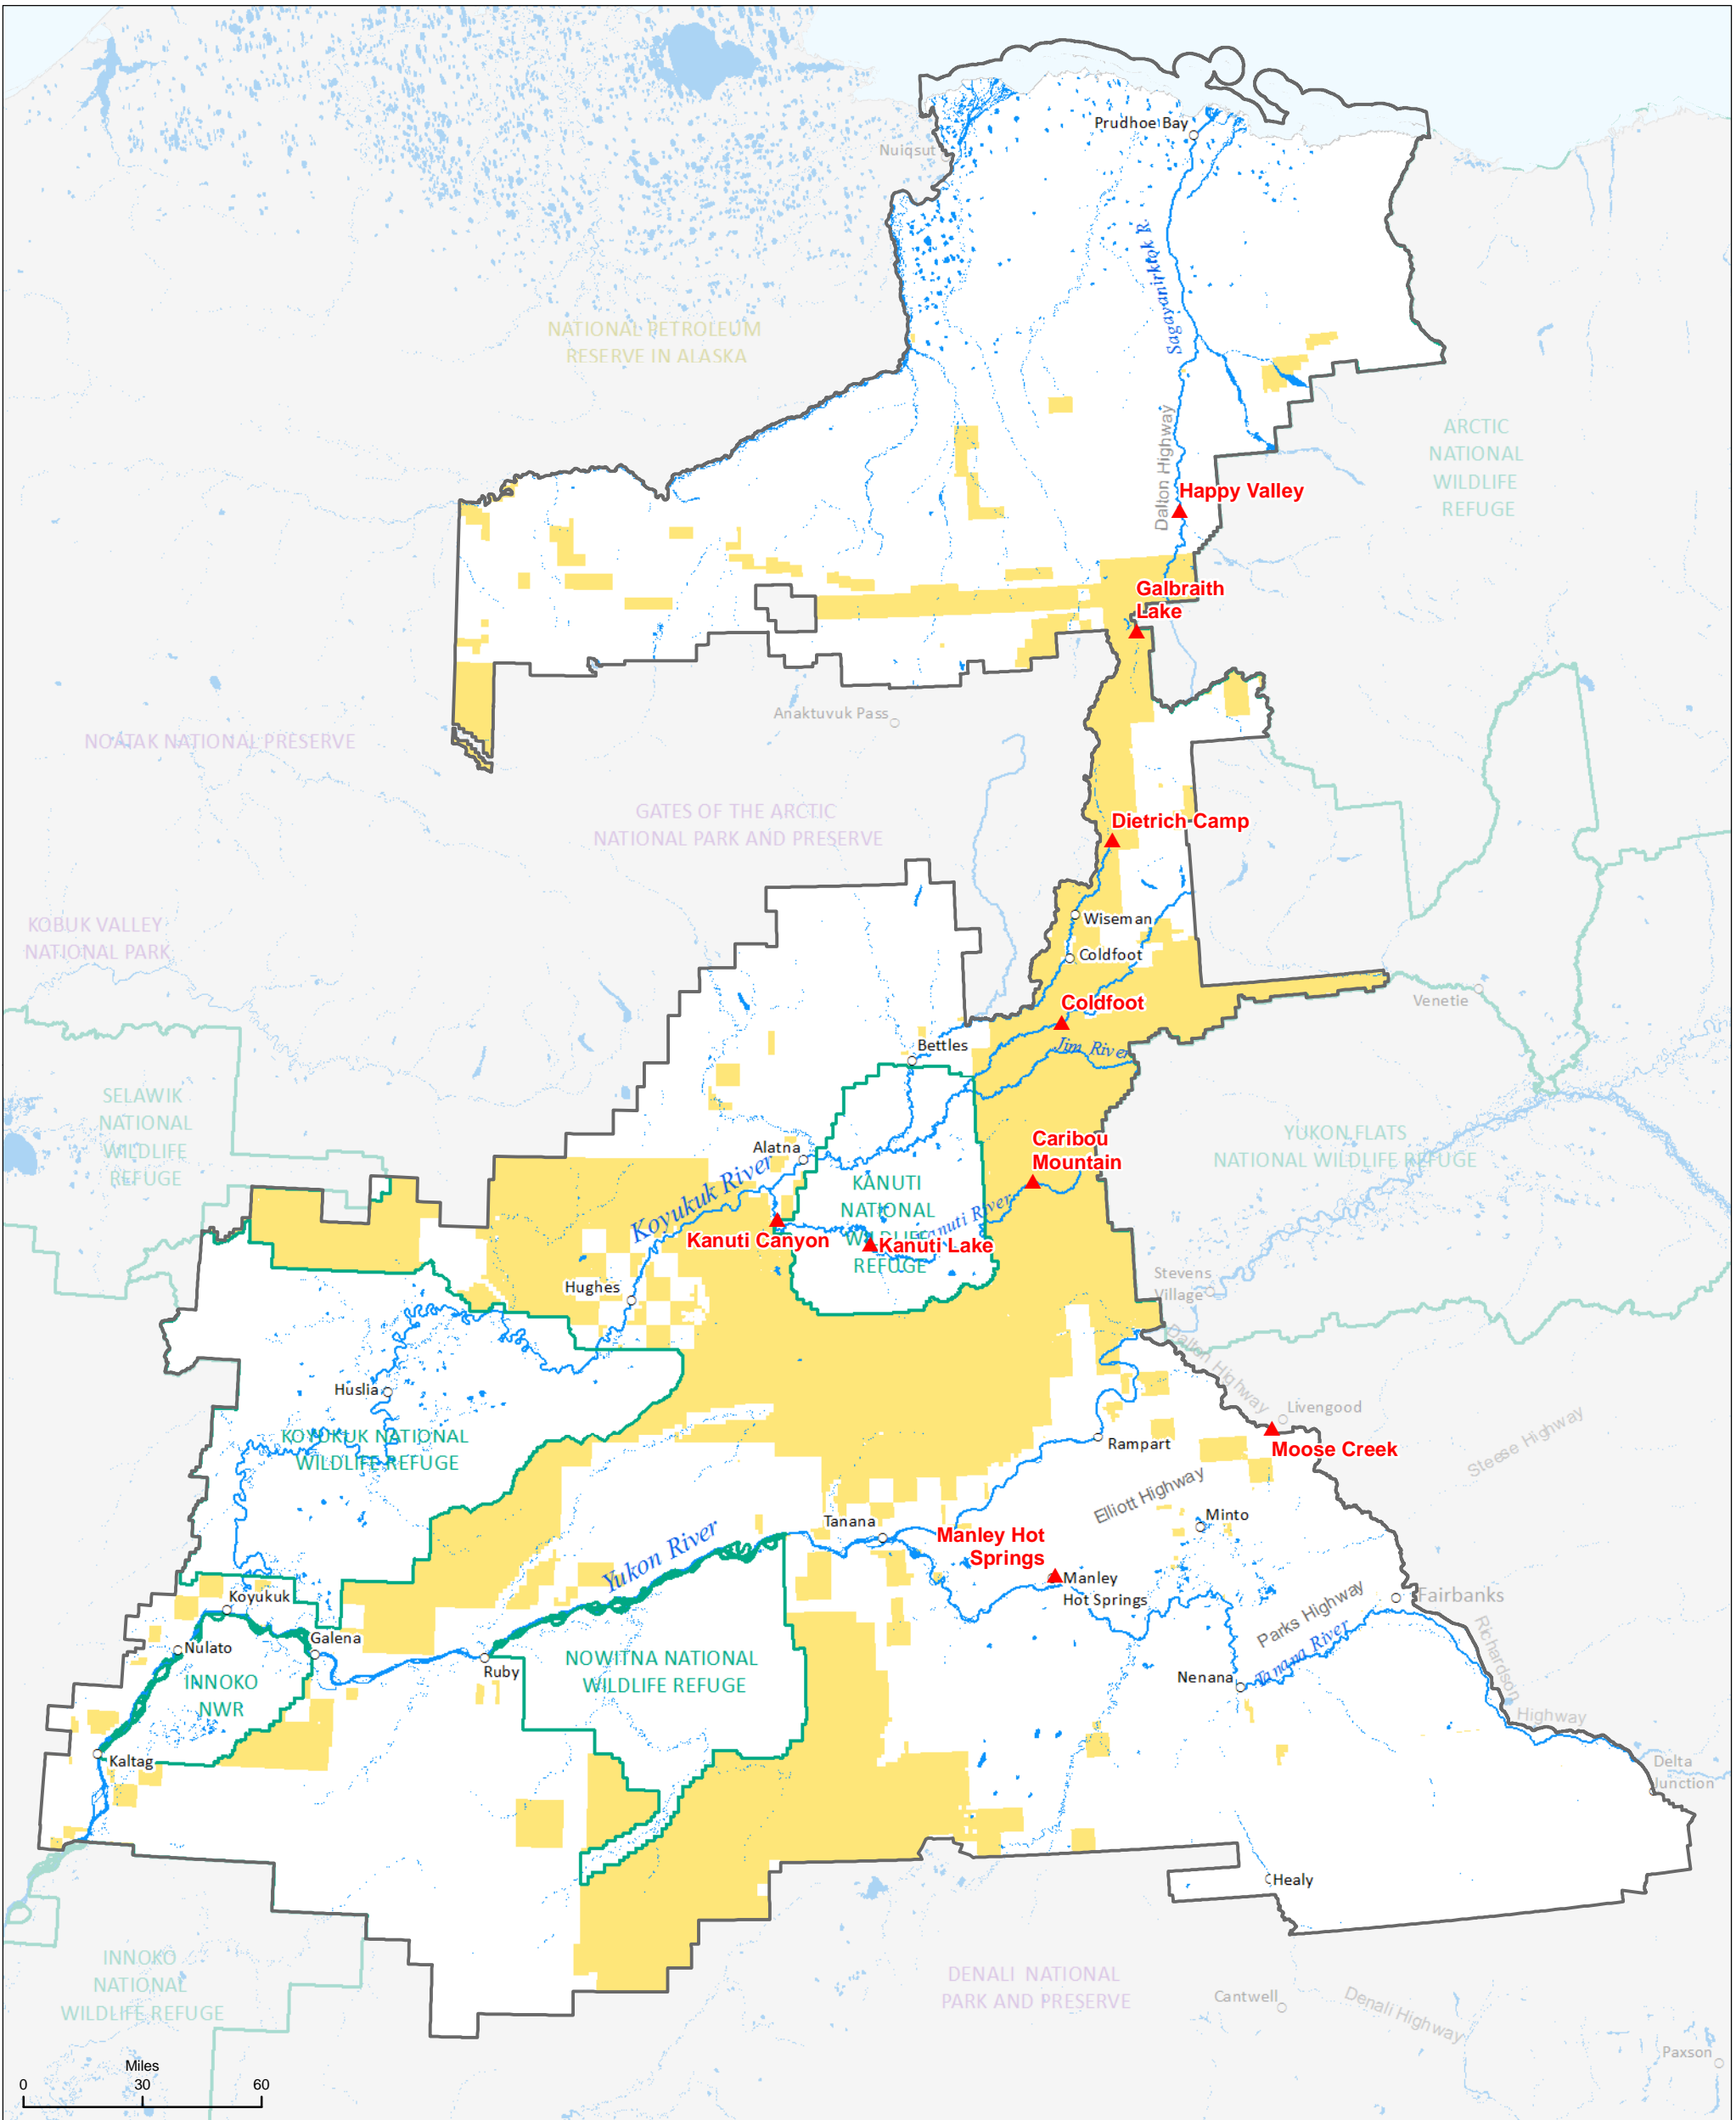 Prudhoe Bay
Nuiqsut
Sagavanirktok R.
NATIONAL PETROLEUM
RESERVE IN ALASKA
Dalton Highway
ARCTIC
NATIONAL
WILDLIFE
REFUGE
Happy Valley
Galbraith
Lake
Anaktuvuk Pass
NOATAK NATIONAL PRESERVE
GATES OF THE ARCTIC
NATIONAL PARK AND PRESERVE
Dietrich Camp
KOBUK VALLEY
NATIONAL PARK
Wiseman
Coldfoot
Coldfoot
Venetie
Bettles
Jim River
SELAWIK
NATIONAL
WILDLIFE
REFUGE
Alatna
Caribou
Mountain
YUKON FLATS
NATIONAL WILDLIFE REFUGE
Koyukuk River
KANUTI
NATIONAL
WILDLIFE
REFUGE
Kanuti River
Kanuti Canyon
Kanuti Lake
Hughes
Stevens
Village
Dalton Highway
Huslia
Livengood
KOYUKUK NATIONAL
WILDLIFE REFUGE
Rampart
Moose Creek
Steese Highway
Elliott Highway
Minto
Tanana
Manley Hot
Springs
Yukon River
Manley
Hot Springs
Koyukuk
Parks Highway
Fairbanks
Richardson
Highway
Nulato
Galena
Ruby
INNOKO
NWR
NOWITNA NATIONAL
WILDLIFE REFUGE
Nenana
Tanana River
Kaltag
Delta
Junction
Healy
INNOKO
NATIONAL
WILDLIFE REFUGE
DENALI NATIONAL
PARK AND PRESERVE
Cantwell
Denali Highway
Paxson
Miles
0 30 60